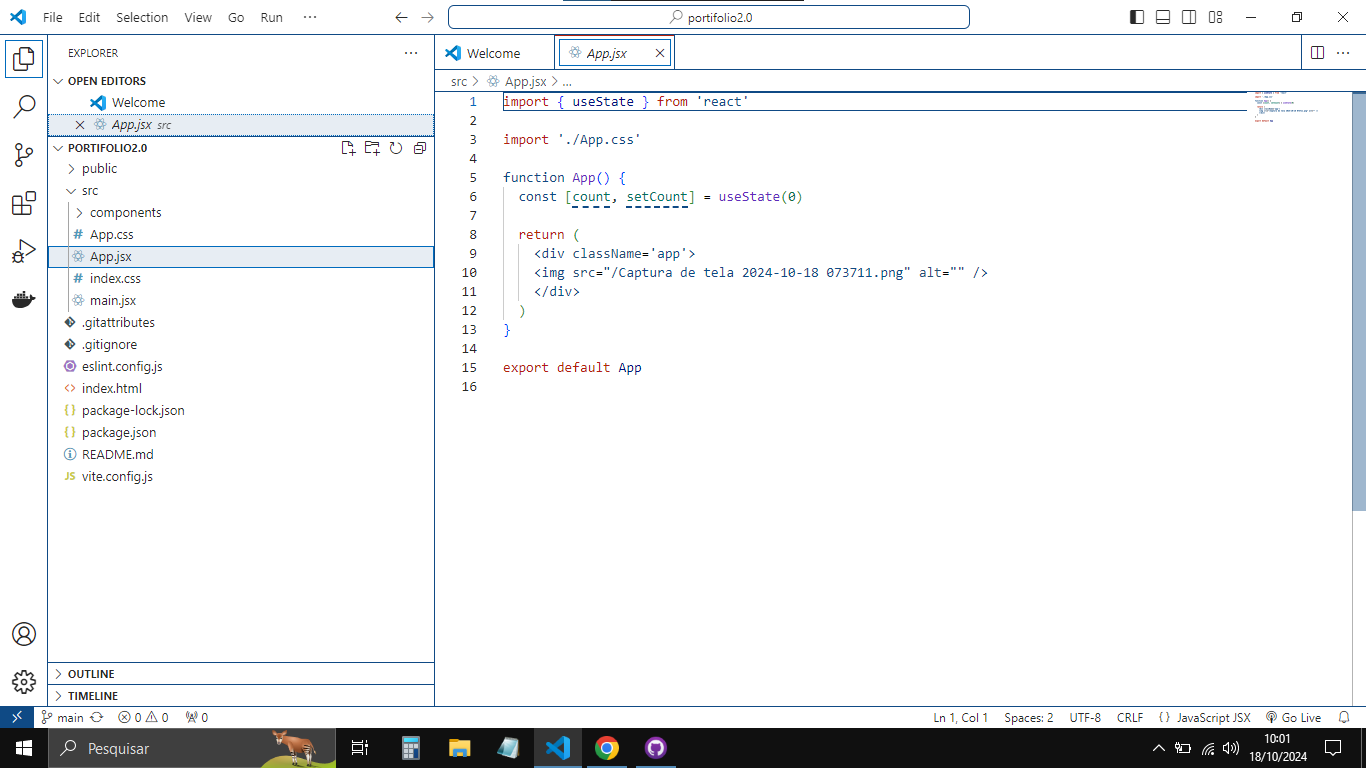 File Edit Selection View Go Run ··· portifolio2.0
EXPLORER ···
OPEN EDITORS
Welcome
App.jsx src
PORTIFOLIO2.0
public
src
components
App.css
App.jsx
index.css
main.jsx
.gitattributes
.gitignore
eslint.config.js
index.html
package-lock.json
package.json
README.md
JS vite.config.js
OUTLINE
TIMELINE
Welcome App.jsx
src > App.jsx > ...
1 import { useState } from 'react'
2
3 import './App.css'
4
5 function App() {
6 const [count, setCount] = useState(0)
7
8 return (
9 <div className='app'>
10 <img src="/Captura de tela 2024-10-18 073711.png" alt="" />
11 </div>
12 )
13 }
14
15 export default App
16
main 0 0 0 Ln 1, Col 1 Spaces: 2 UTF-8 CRLF { } JavaScript JSX Go Live
Pesquisar
10:01
18/10/2024